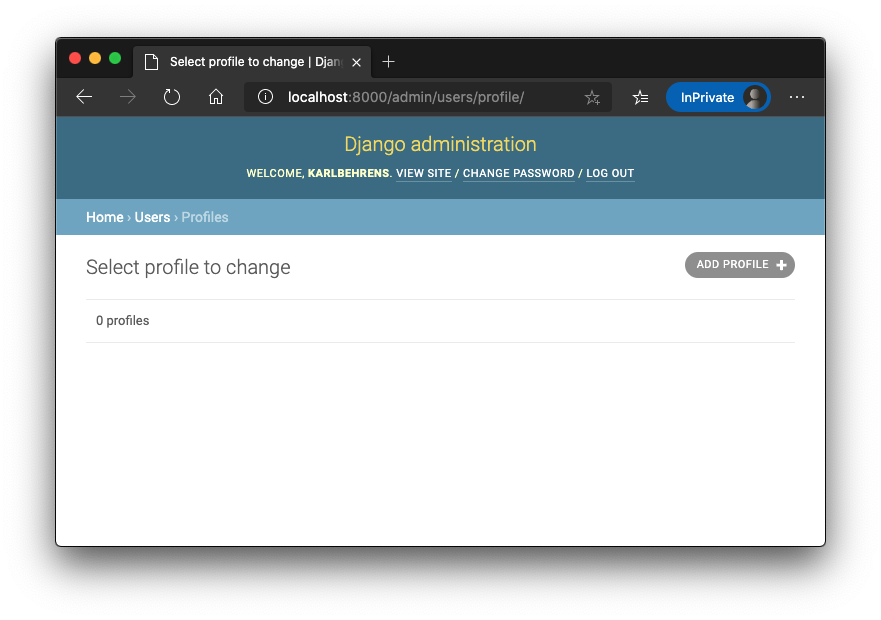 Select profile to change | Djan
localhost:8000/admin/users/profile/
InPrivate
Django administration
WELCOME, KARLBEHRENS. VIEW SITE / CHANGE PASSWORD / LOG OUT
Home › Users › Profiles
Select profile to change
ADD PROFILE +
0 profiles